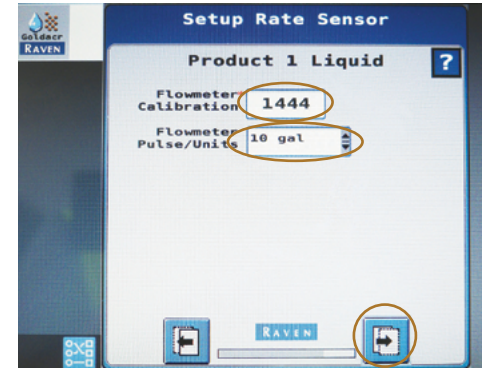 Goldacr
RAVEN
Setup Rate Sensor
Product 1 Liquid
?
Flowmeter
Calibration 1444
Flowmeter
Pulse/Units 10 gal
RAVEN